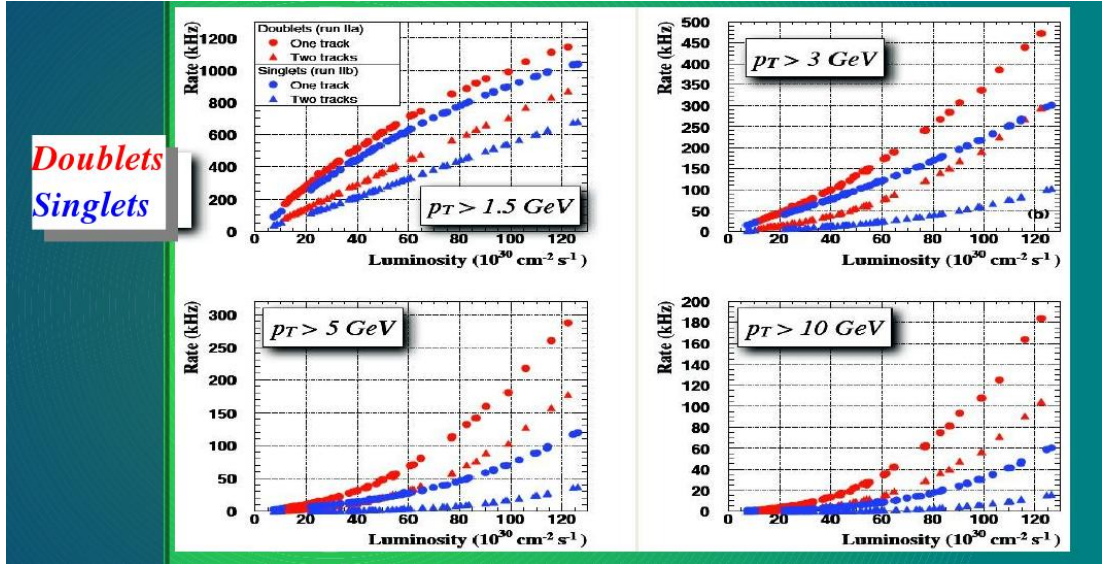 Doublets
Singlets
Rate (kHz)
1200
1000
800
600
400
200
0
Doublets (run IIa)
One track
Two tracks
Singlets (run IIb)
One track
Two tracks
p_T > 1.5 GeV
0 20 40 60 80 100 120
Luminosity (10^30 cm^-2 s^-1)
Rate (kHz)
500
450
400
350
300
250
200
150
100
50
0
p_T > 3 GeV
(b)
0 20 40 60 80 100 120
Luminosity (10^30 cm^-2 s^-1)
Rate (kHz)
300
250
200
150
100
50
0
p_T > 5 GeV
0 20 40 60 80 100 120
Luminosity (10^30 cm^-2 s^-1)
Rate (kHz)
200
180
160
140
120
100
80
60
40
20
0
p_T > 10 GeV
0 20 40 60 80 100 120
Luminosity (10^30 cm^-2 s^-1)